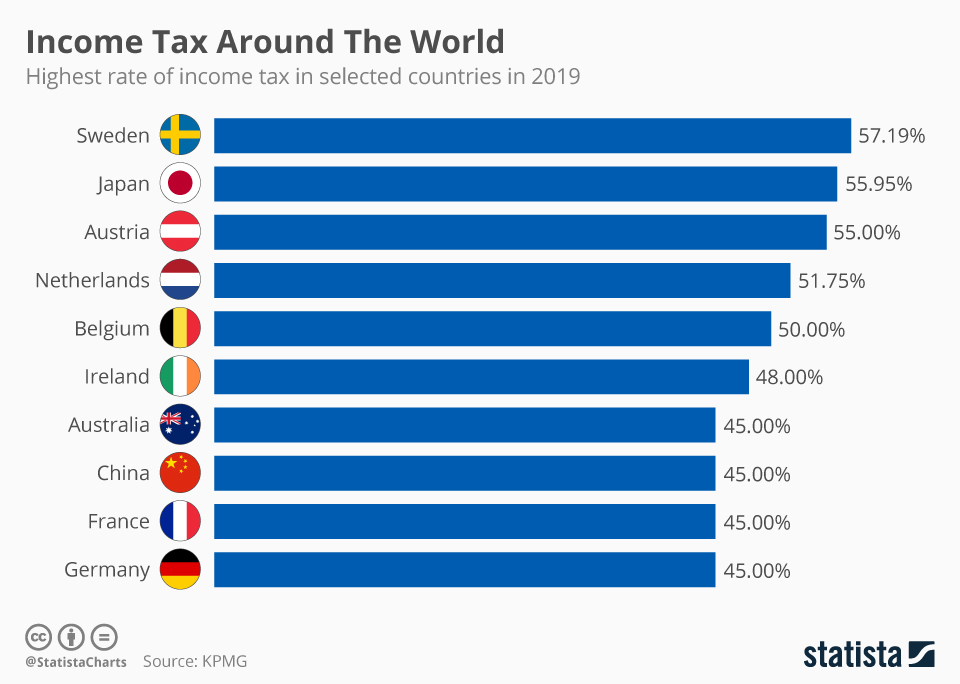 Income Tax Around The World
Highest rate of income tax in selected countries in 2019
Sweden 57.19%
Japan 55.95%
Austria 55.00%
Netherlands 51.75%
Belgium 50.00%
Ireland 48.00%
Australia 45.00%
China 45.00%
France 45.00%
Germany 45.00%
cc =
@StatistaCharts Source: KPMG
statista